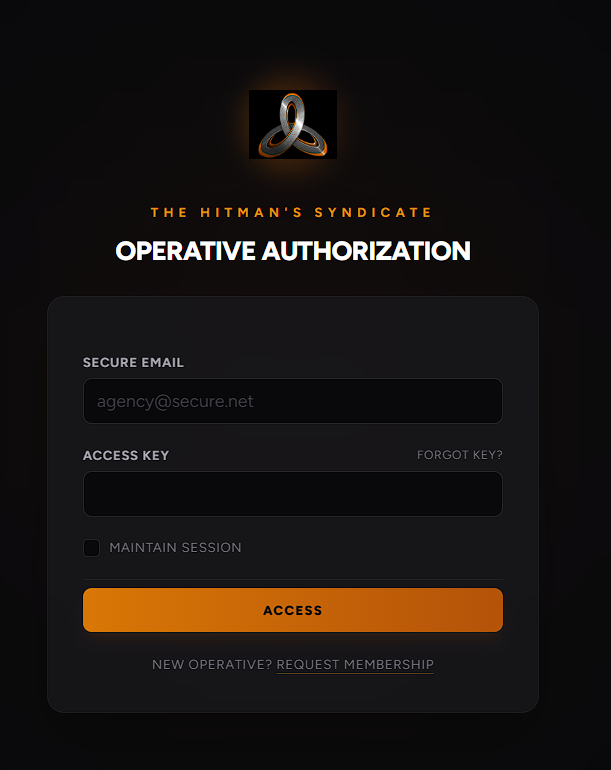 THE HITMAN'S SYNDICATE
OPERATIVE AUTHORIZATION
SECURE EMAIL
agency@secure.net
ACCESS KEY FORGOT KEY?
MAINTAIN SESSION
ACCESS
NEW OPERATIVE? REQUEST MEMBERSHIP